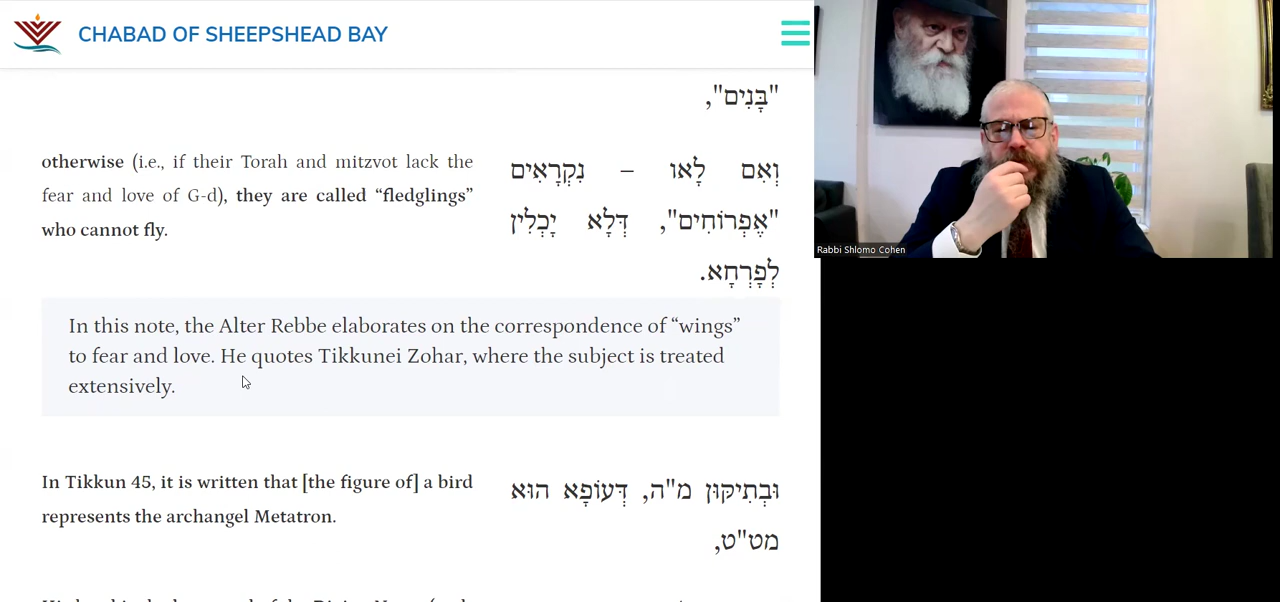 CHABAD OF SHEEPSHEAD BAY
"בָּנִים",
otherwise (i.e., if their Torah and mitzvot lack the
fear and love of G-d), they are called “fledglings”
who cannot fly.
וְאִם לָאו – נִקְרָאִים
"אֶפְרוֹחִים", דְּלָא יָכְלִין
לְפָרְחָא.
In this note, the Alter Rebbe elaborates on the correspondence of “wings”
to fear and love. He quotes Tikkunei Zohar, where the subject is treated
extensively.
In Tikkun 45, it is written that [the figure of] a bird
represents the archangel Metatron.
וּבְתִיקּוּן מ"ה, דְּעוֹפָא הוּא
מט"ט,
Rabbi Shlomo Cohen